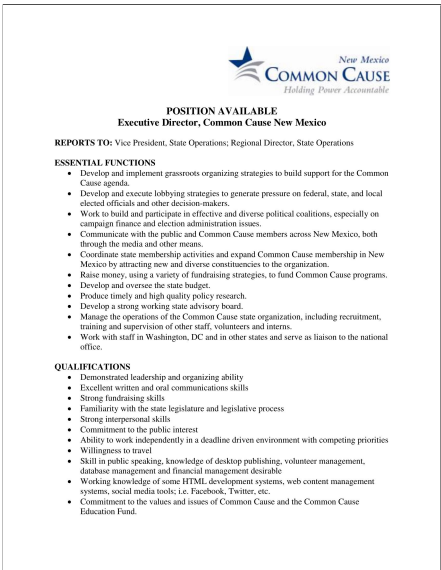 New Mexico
COMMON CAUSE
Holding Power Accountable
POSITION AVAILABLE
Executive Director, Common Cause New Mexico
REPORTS TO: Vice President, State Operations; Regional Director, State Operations
ESSENTIAL FUNCTIONS
• Develop and implement grassroots organizing strategies to build support for the Common
Cause agenda.
• Develop and execute lobbying strategies to generate pressure on federal, state, and local
elected officials and other decision-makers.
• Work to build and participate in effective and diverse political coalitions, especially on
campaign finance and election administration issues.
• Communicate with the public and Common Cause members across New Mexico, both
through the media and other means.
• Coordinate state membership activities and expand Common Cause membership in New
Mexico by attracting new and diverse constituencies to the organization.
• Raise money, using a variety of fundraising strategies, to fund Common Cause programs.
• Develop and oversee the state budget.
• Produce timely and high quality policy research.
• Develop a strong working state advisory board.
• Manage the operations of the Common Cause state organization, including recruitment,
training and supervision of other staff, volunteers and interns.
• Work with staff in Washington, DC and in other states and serve as liaison to the national
office.
QUALIFICATIONS
• Demonstrated leadership and organizing ability
• Excellent written and oral communications skills
• Strong fundraising skills
• Familiarity with the state legislature and legislative process
• Strong interpersonal skills
• Commitment to the public interest
• Ability to work independently in a deadline driven environment with competing priorities
• Willingness to travel
• Skill in public speaking, knowledge of desktop publishing, volunteer management,
database management and financial management desirable
• Working knowledge of some HTML development systems, web content management
systems, social media tools; i.e. Facebook, Twitter, etc.
• Commitment to the values and issues of Common Cause and the Common Cause
Education Fund.